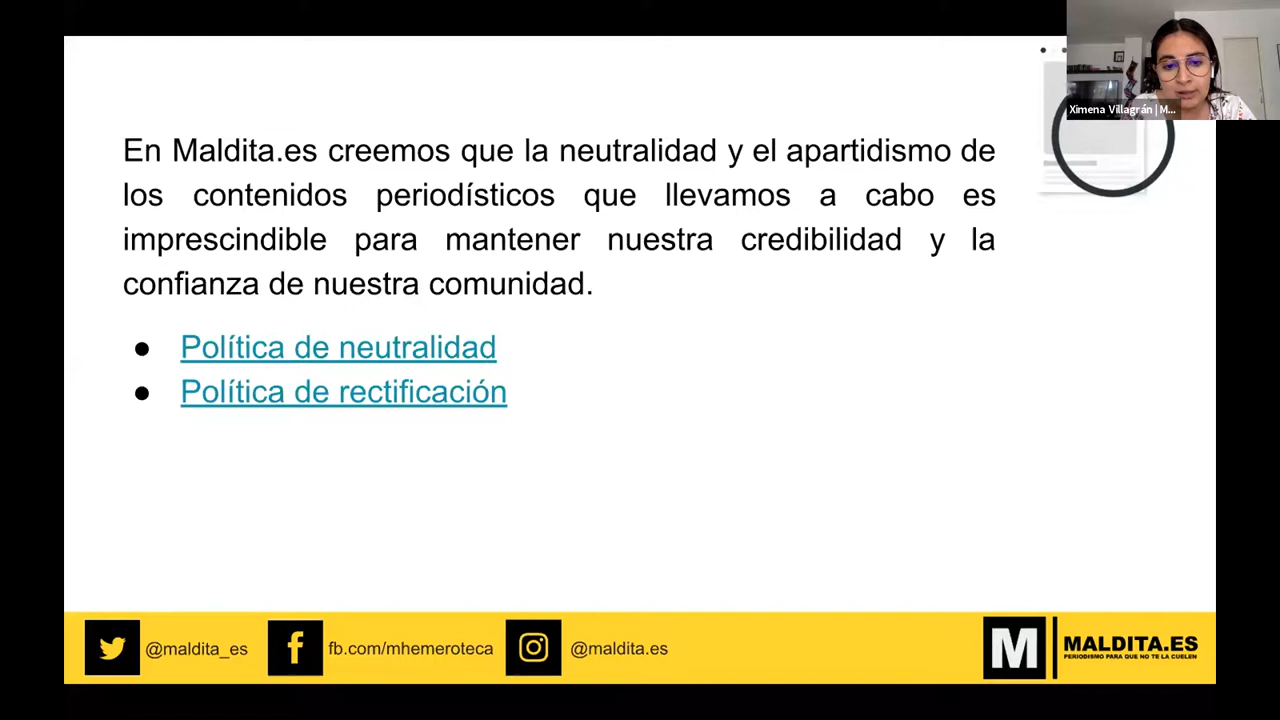 Ximena Villagrán | M...
En Maldita.es creemos que la neutralidad y el apartidismo de
los contenidos periodísticos que llevamos a cabo es
imprescindible para mantener nuestra credibilidad y la
confianza de nuestra comunidad.
● Política de neutralidad
● Política de rectificación
@maldita_es
fb.com/mhemeroteca
@maldita.es
M
MALDITA.ES
PERIODISMO PARA QUE NO TE LA CUELEN